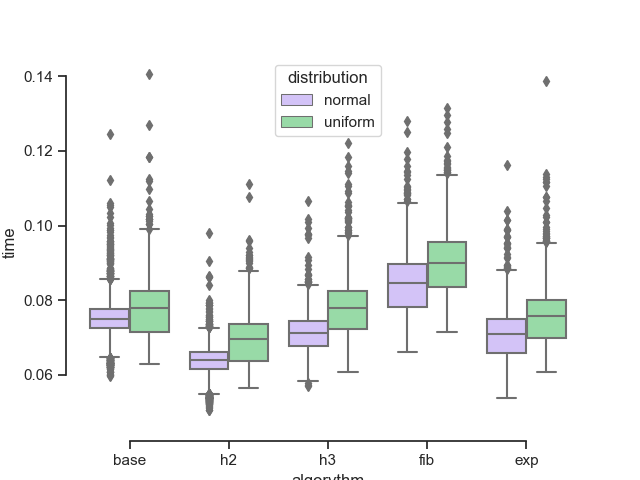 distribution
normal
uniform
0.14
0.12
0.10
0.08
0.06
time
base h2 h3 fib exp
algorythm